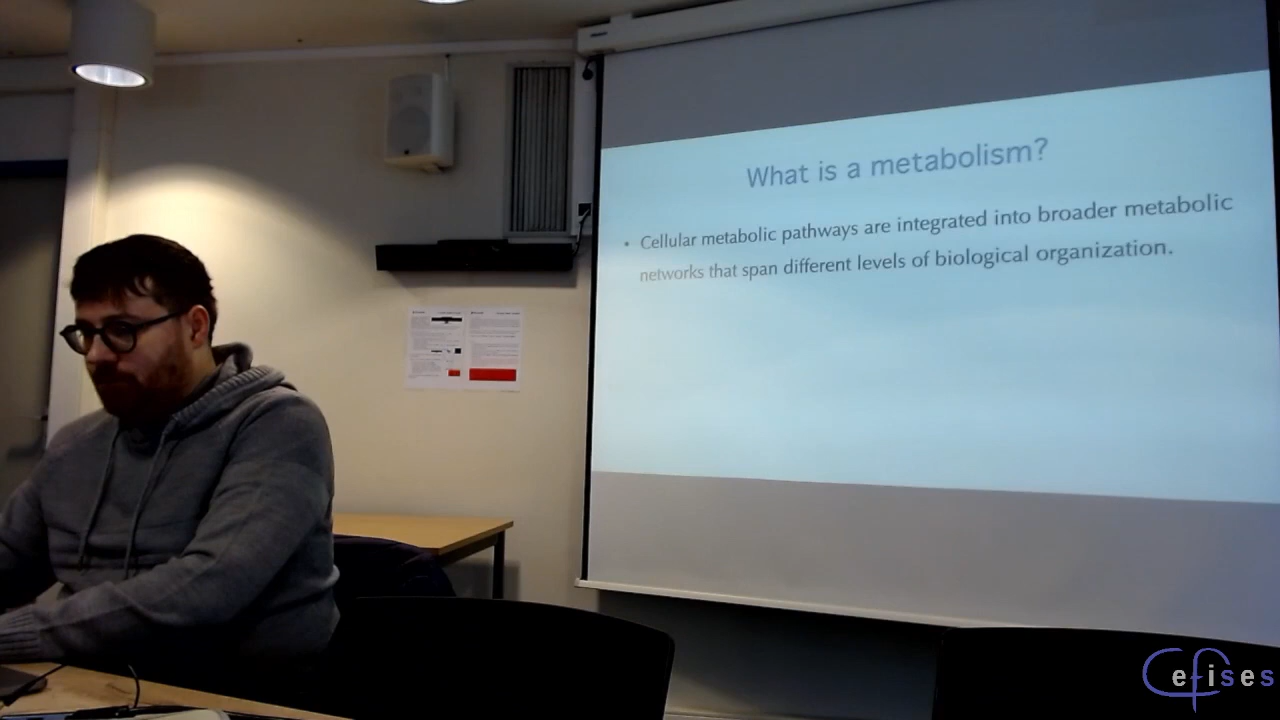 What is a metabolism?
• Cellular metabolic pathways are integrated into broader metabolic
networks that span different levels of biological organization.
Cefises